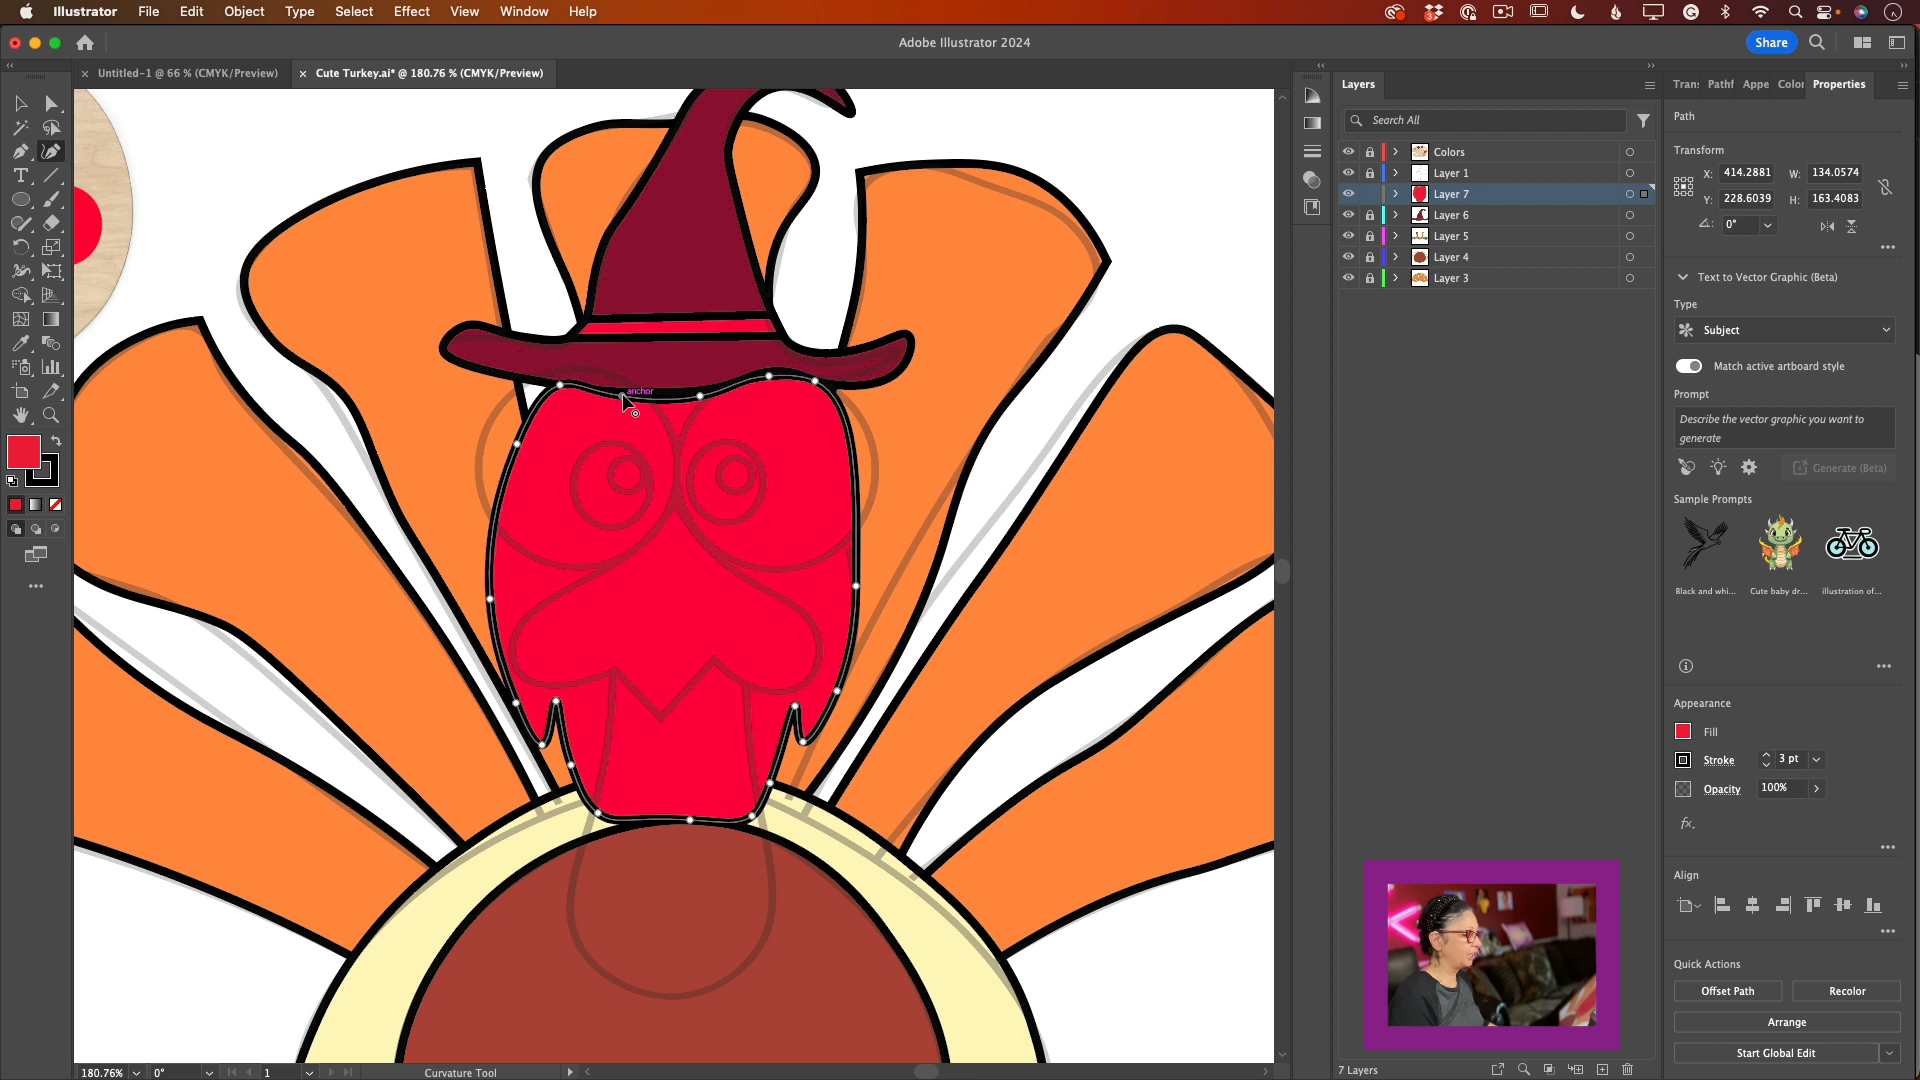 Illustrator File Edit Object Type Select Effect View Window Help
Adobe Illustrator 2024
Share
× Untitled-1 @ 66 % (CMYK/Preview)
× Cute Turkey.ai* @ 180.76 % (CMYK/Preview)
anchor
180.76%
0°
1
Curvature Tool
Layers
Search All
Colors
Layer 1
Layer 7
Layer 6
Layer 5
Layer 4
Layer 3
7 Layers
Trans Pathf Appe Color Properties
Path
Transform
X: 414.2881 W: 134.0574
Y: 228.6039 H: 163.4083
0°
Text to Vector Graphic (Beta)
Type
Subject
Match active artboard style
Prompt
Describe the vector graphic you want to
generate
Generate (Beta)
Sample Prompts
Black and whi... Cute baby dr... illustration of...
Appearance
Fill
Stroke 3 pt
Opacity 100%
fx.
Align
Quick Actions
Offset Path Recolor
Arrange
Start Global Edit